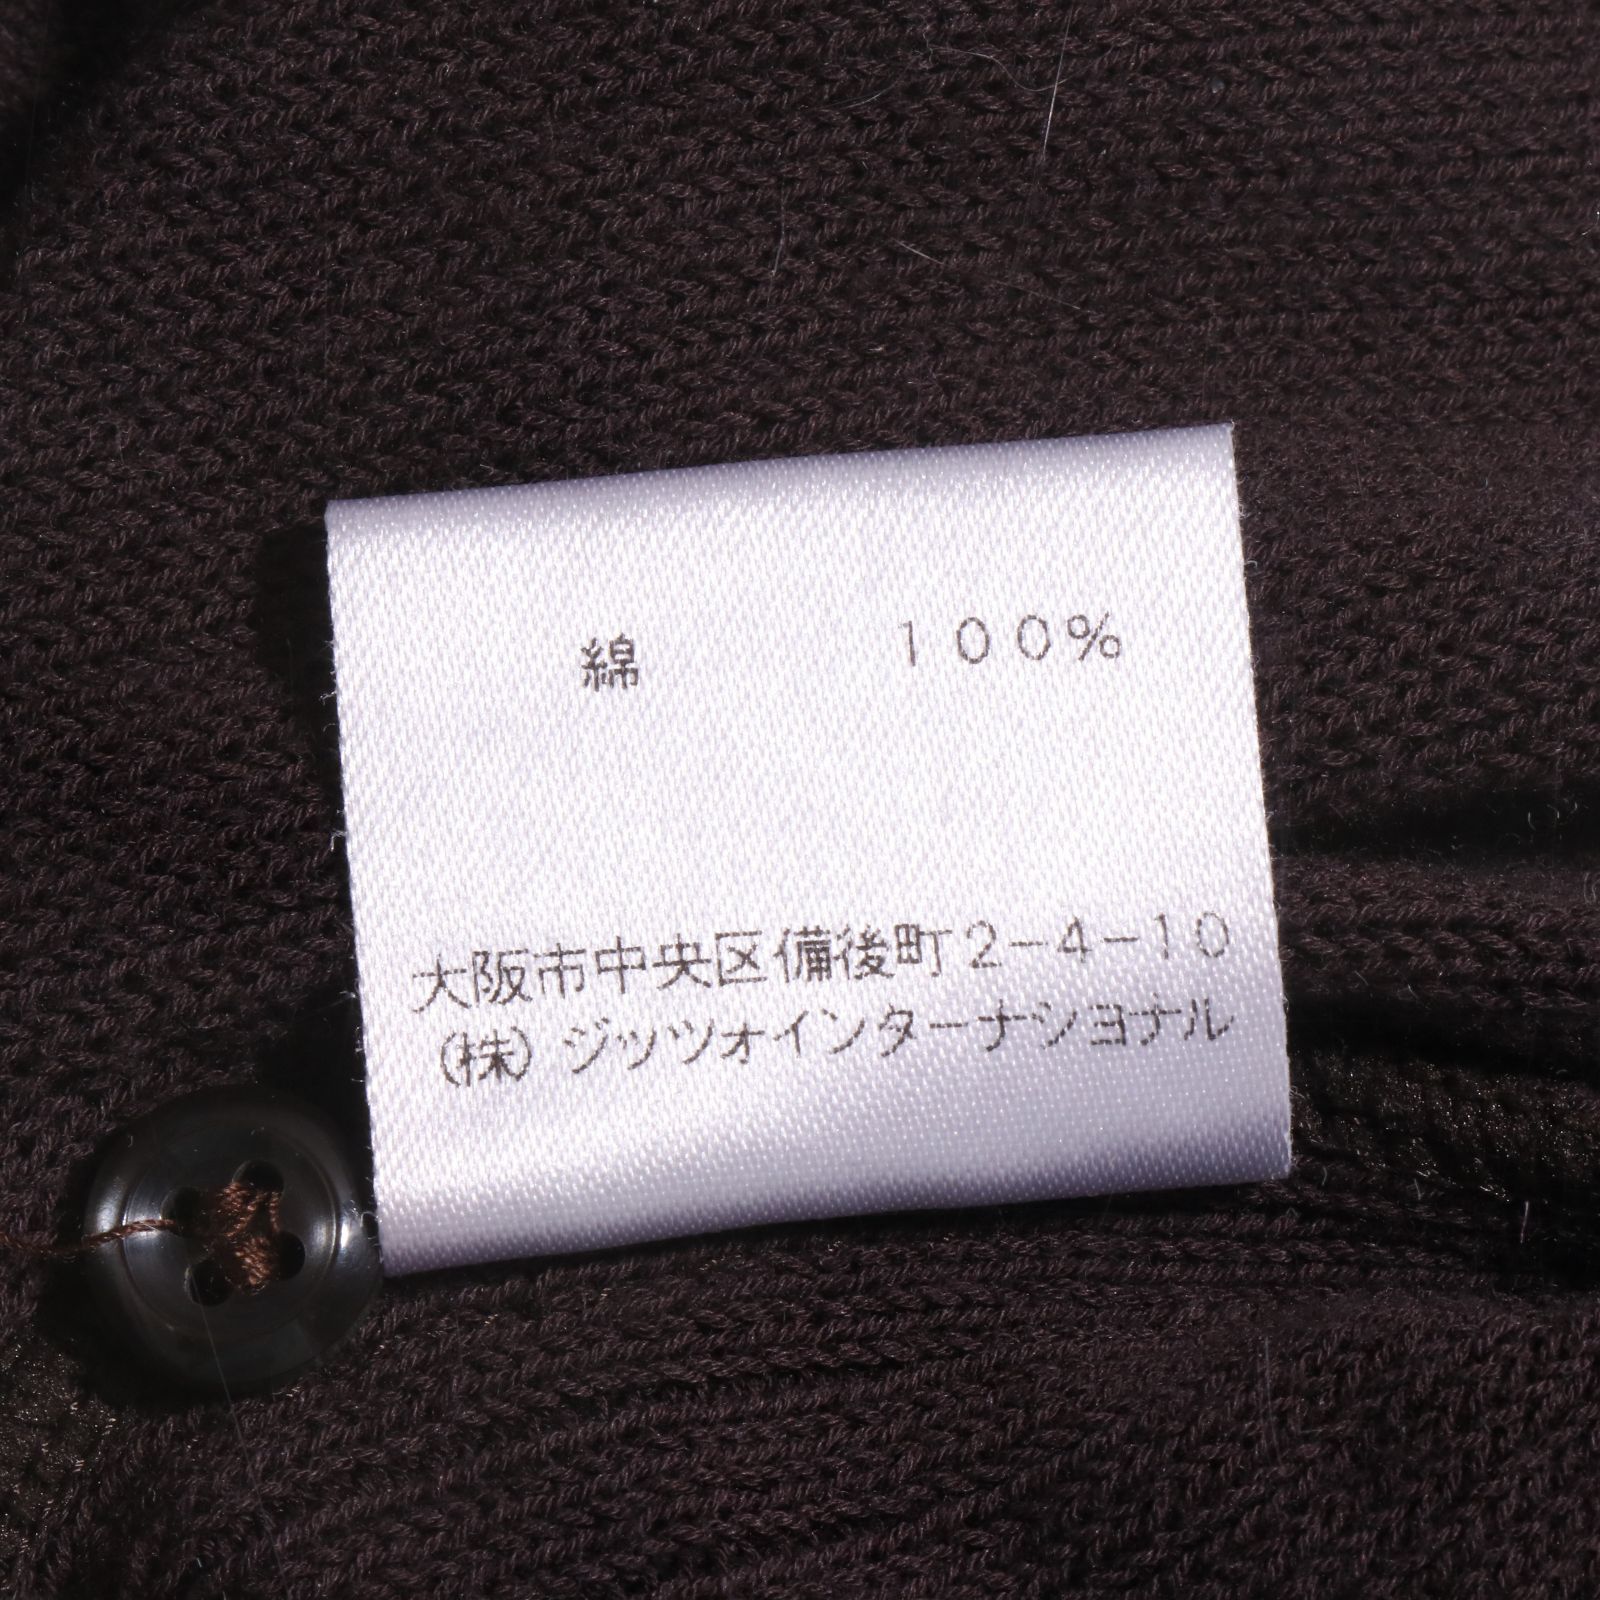 綿 100%
大阪市中央区備後町2-4-10
(株) ジッツォインターナショナル